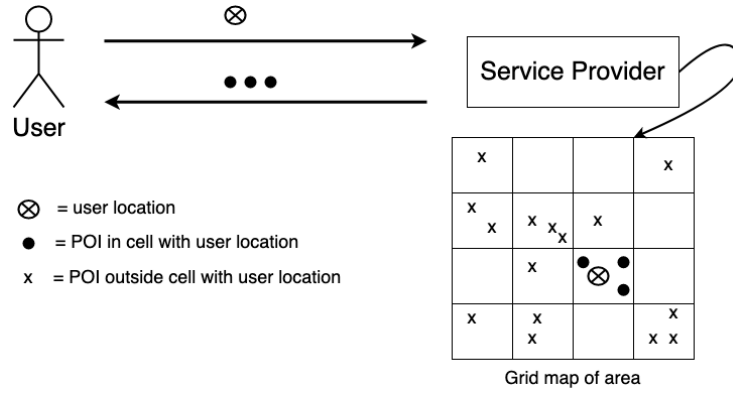 Service Provider
User
= user location
= POI in cell with user location
x = POI outside cell with user location
x x
x x x x x x
x
x x x
x x x
Grid map of area